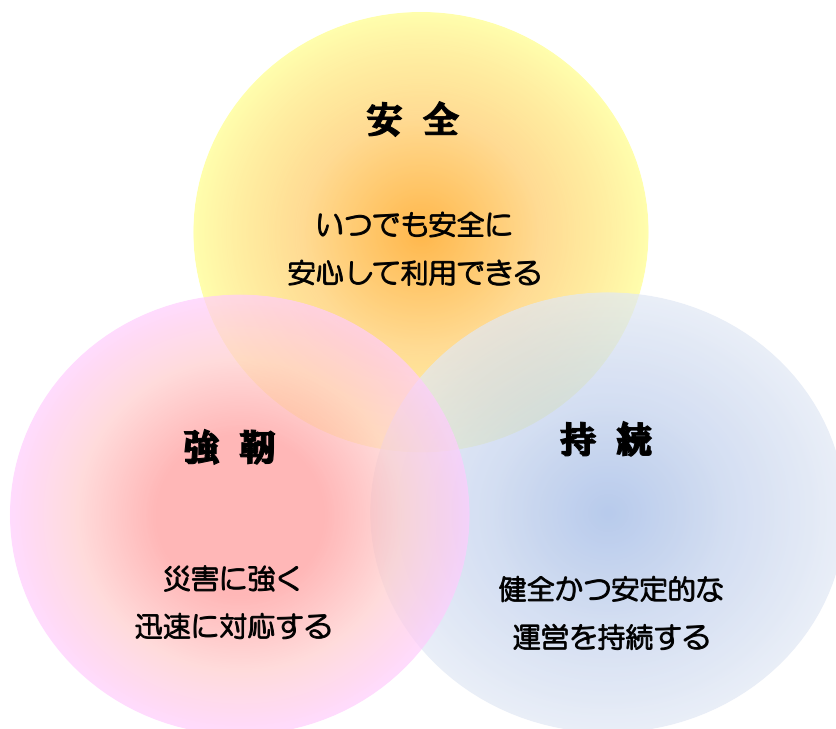 安全
いつでも安全に
安心して利用できる
強靭
災害に強く
迅速に対応する
持続
健全かつ安定的な
運営を持続する